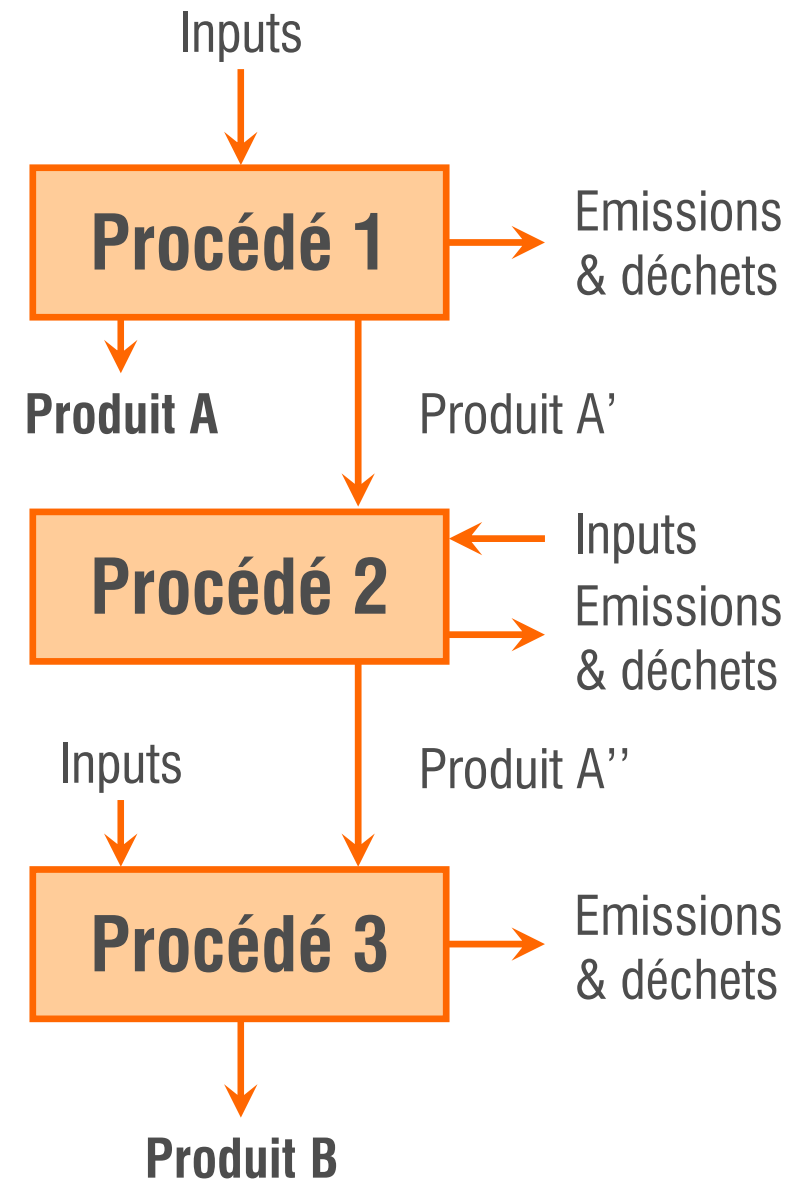 Inputs
Procédé 1
Emissions
& déchets
Produit A
Produit A'
Procédé 2
Inputs
Emissions
& déchets
Inputs
Produit A''
Procédé 3
Emissions
& déchets
Produit B